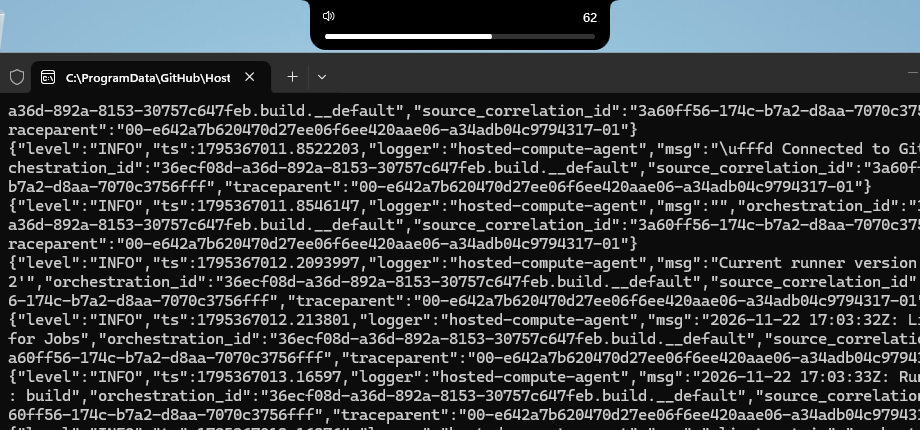 62
C:\ProgramData\GitHub\Host
a36d-892a-8153-30757c647feb.build.__default","source_correlation_id":"3a60ff56-174c-b7a2-d8aa-7070c37
raceparent":"00-e642a7b620470d27ee06f6ee420aae06-a34adb04c9794317-01"}
{"level":"INFO","ts":1795367011.8522203,"logger":"hosted-compute-agent","msg":"\ufffd Connected to Git
chestration_id":"36ecf08d-a36d-892a-8153-30757c647feb.build.__default","source_correlation_id":"3a60f
b7a2-d8aa-7070c3756fff","traceparent":"00-e642a7b620470d27ee06f6ee420aae06-a34adb04c9794317-01"}
{"level":"INFO","ts":1795367011.8546147,"logger":"hosted-compute-agent","msg":"","orchestration_id":"
a36d-892a-8153-30757c647feb.build.__default","source_correlation_id":"3a60ff56-174c-b7a2-d8aa-7070c37
raceparent":"00-e642a7b620470d27ee06f6ee420aae06-a34adb04c9794317-01"}
{"level":"INFO","ts":1795367012.2093997,"logger":"hosted-compute-agent","msg":"Current runner version
2'","orchestration_id":"36ecf08d-a36d-892a-8153-30757c647feb.build.__default","source_correlation_id"
6-174c-b7a2-d8aa-7070c3756fff","traceparent":"00-e642a7b620470d27ee06f6ee420aae06-a34adb04c9794317-01"
{"level":"INFO","ts":1795367012.213801,"logger":"hosted-compute-agent","msg":"2026-11-22 17:03:32Z: Li
for Jobs","orchestration_id":"36ecf08d-a36d-892a-8153-30757c647feb.build.__default","source_correlatio
a60ff56-174c-b7a2-d8aa-7070c3756fff","traceparent":"00-e642a7b620470d27ee06f6ee420aae06-a34adb04c97943
{"level":"INFO","ts":1795367013.16597,"logger":"hosted-compute-agent","msg":"2026-11-22 17:03:33Z: Run
: build","orchestration_id":"36ecf08d-a36d-892a-8153-30757c647feb.build.__default","source_correlation
60ff56-174c-b7a2-d8aa-7070c3756fff","traceparent":"00-e642a7b620470d27ee06f6ee420aae06-a34adb04c979431